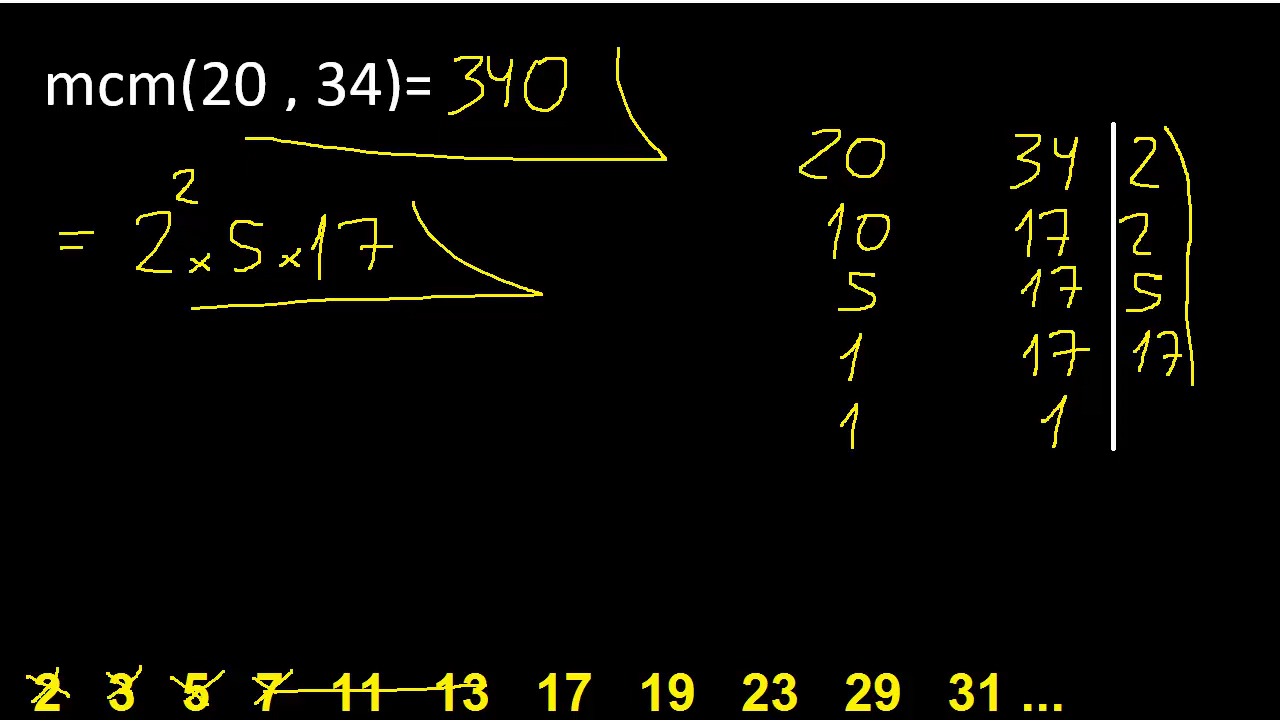 mcm(20 , 34)= 340
= 2² × 5 × 17
20 34 | 2
10 17 | 2
5 17 | 5
1 17 | 17
1 1 |
2 3 5 7 11 13 17 19 23 29 31 ...